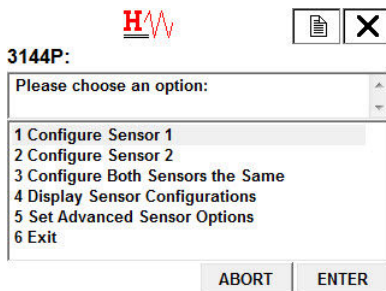 H
3144P:
Please choose an option:
1 Configure Sensor 1
2 Configure Sensor 2
3 Configure Both Sensors the Same
4 Display Sensor Configurations
5 Set Advanced Sensor Options
6 Exit
ABORT ENTER